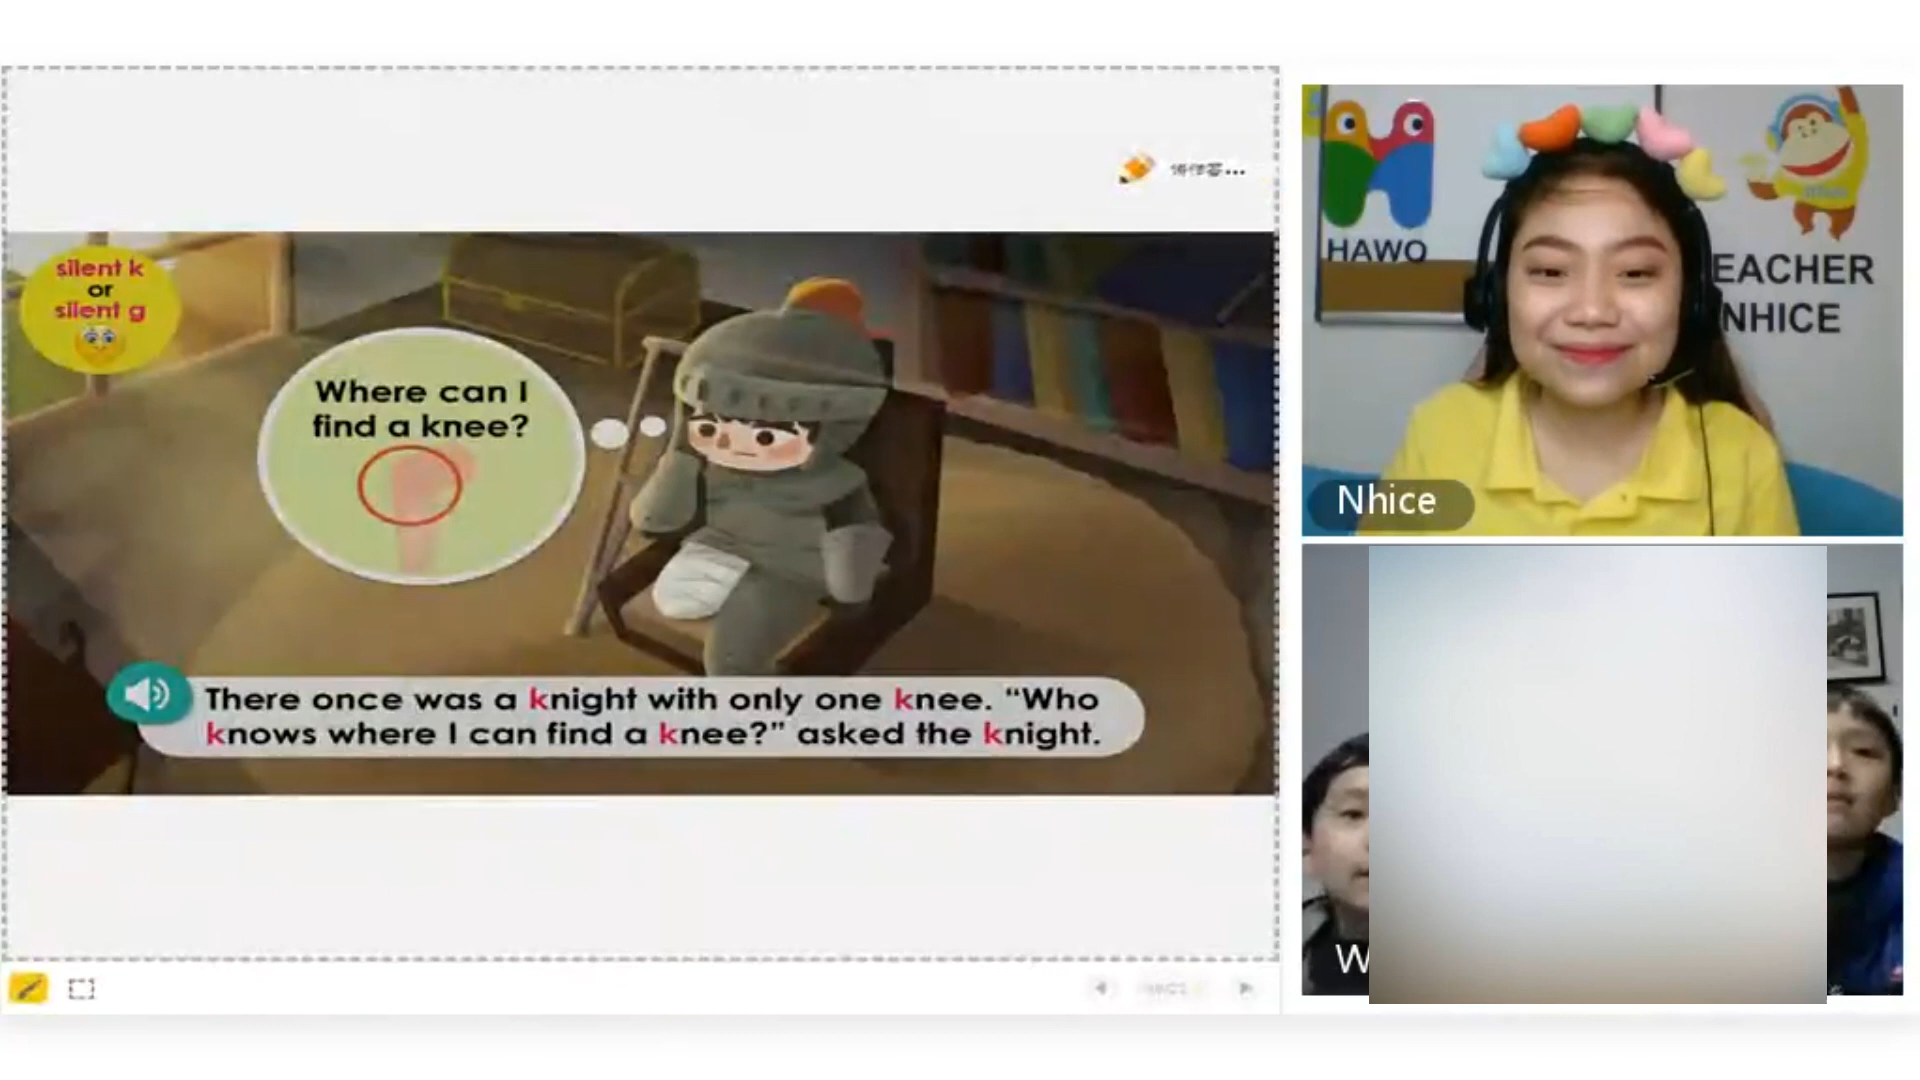 silent k
or
silent g
Where can I
find a knee?
There once was a knight with only one knee. “Who
knows where I can find a knee?” asked the knight.
HAWO
TEACHER
NHICE
Nhice
W